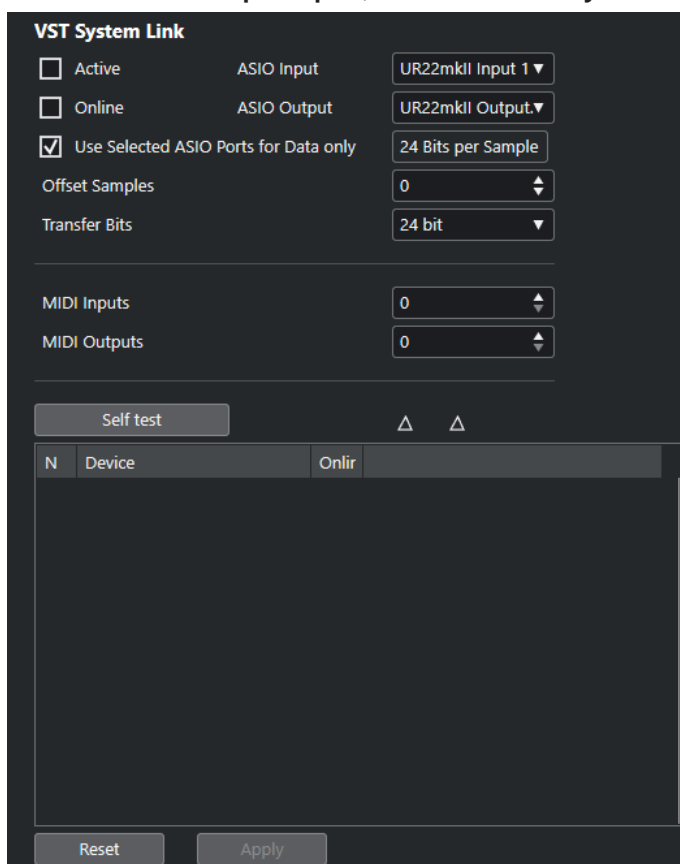 VST System Link
Active ASIO Input UR22mkII Input 1
Online ASIO Output UR22mkII Output.
Use Selected ASIO Ports for Data only 24 Bits per Sample
Offset Samples 0
Transfer Bits 24 bit
MIDI Inputs 0
MIDI Outputs 0
Self test
N Device Onlir
Reset Apply